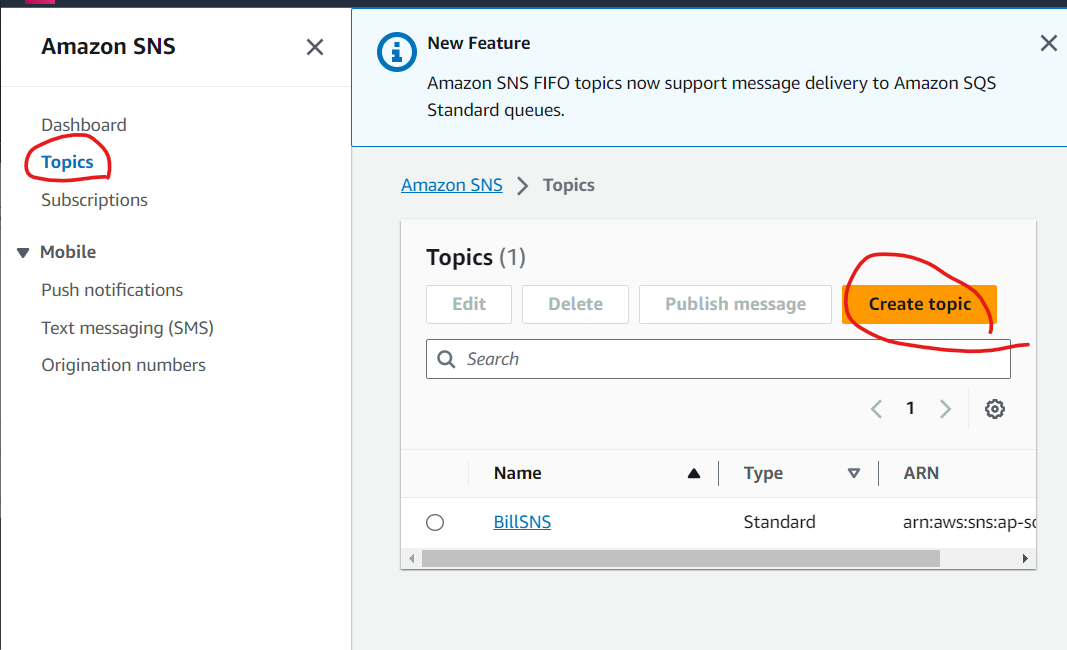 Amazon SNS
Dashboard
Topics
Subscriptions
Mobile
Push notifications
Text messaging (SMS)
Origination numbers
New Feature
Amazon SNS FIFO topics now support message delivery to Amazon SQS
Standard queues.
Amazon SNS > Topics
Topics (1)
Edit Delete Publish message Create topic
Search
1
Name Type ARN
BillSNS Standard arn:aws:sns:ap-so